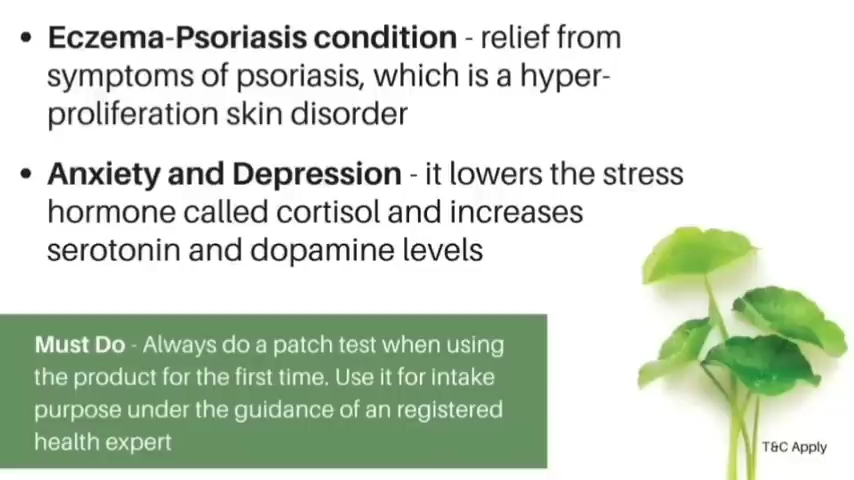 • Eczema-Psoriasis condition - relief from
symptoms of psoriasis, which is a hyper-
proliferation skin disorder
• Anxiety and Depression - it lowers the stress
hormone called cortisol and increases
serotonin and dopamine levels
Must Do - Always do a patch test when using
the product for the first time. Use it for intake
purpose under the guidance of an registered
health expert
T&C Apply